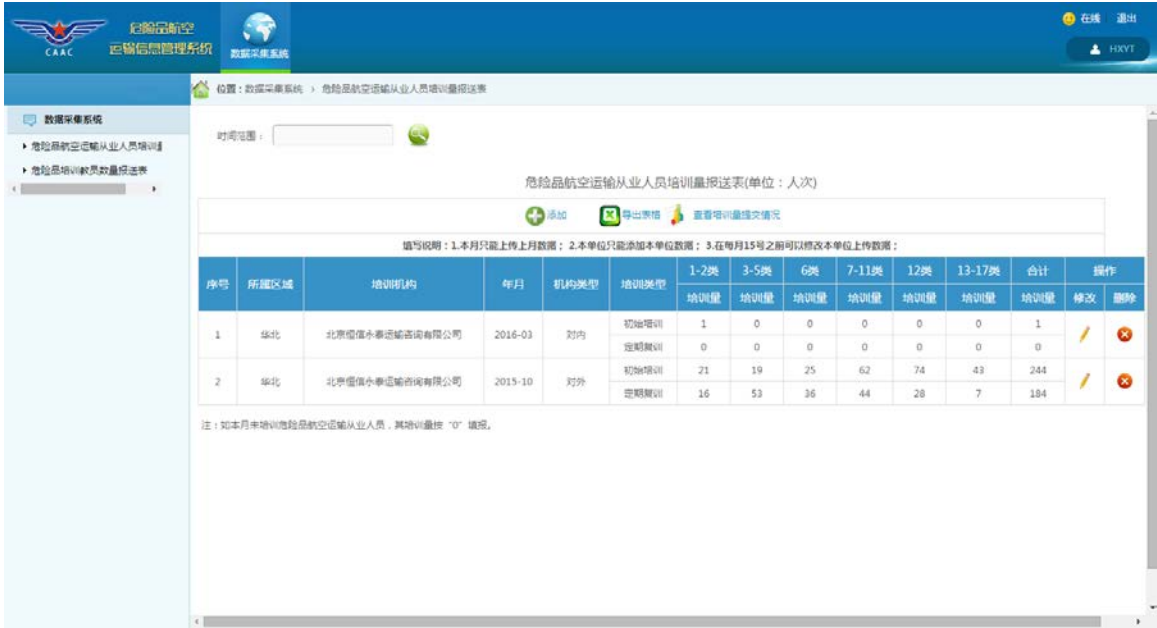 危险品航空
运输信息管理系统
CAAC
数据采集系统
在线 退出
HXYT
位置：数据采集系统 › 危险品航空运输从业人员培训量报送表
数据采集系统
危险品航空运输从业人员培训量
危险品培训教员数量报送表
时间范围：
危险品航空运输从业人员培训量报送表(单位：人次)
添加 导出表格 查看培训量提交情况
填写说明：1.本月只能上传上月数据； 2.本单位只能添加本单位数据； 3.在每月15号之前可以修改本单位上传数据；
序号 所属区域 培训机构 年月 机构类型 培训类型 1-2类 3-5类 6类 7-11类 12类 13-17类 合计 操作
培训量 培训量 培训量 培训量 培训量 培训量 培训量 修改 删除
1 华北 北京恒信永泰运输咨询有限公司 2016-03 对内 初始培训 1 0 0 0 0 0 1
定期复训 0 0 0 0 0 0 0
2 华北 北京恒信永泰运输咨询有限公司 2015-10 对外 初始培训 21 19 25 62 74 43 244
定期复训 16 53 36 44 28 7 184
注：如本月未培训危险品航空运输从业人员，其培训量按“0”填报。